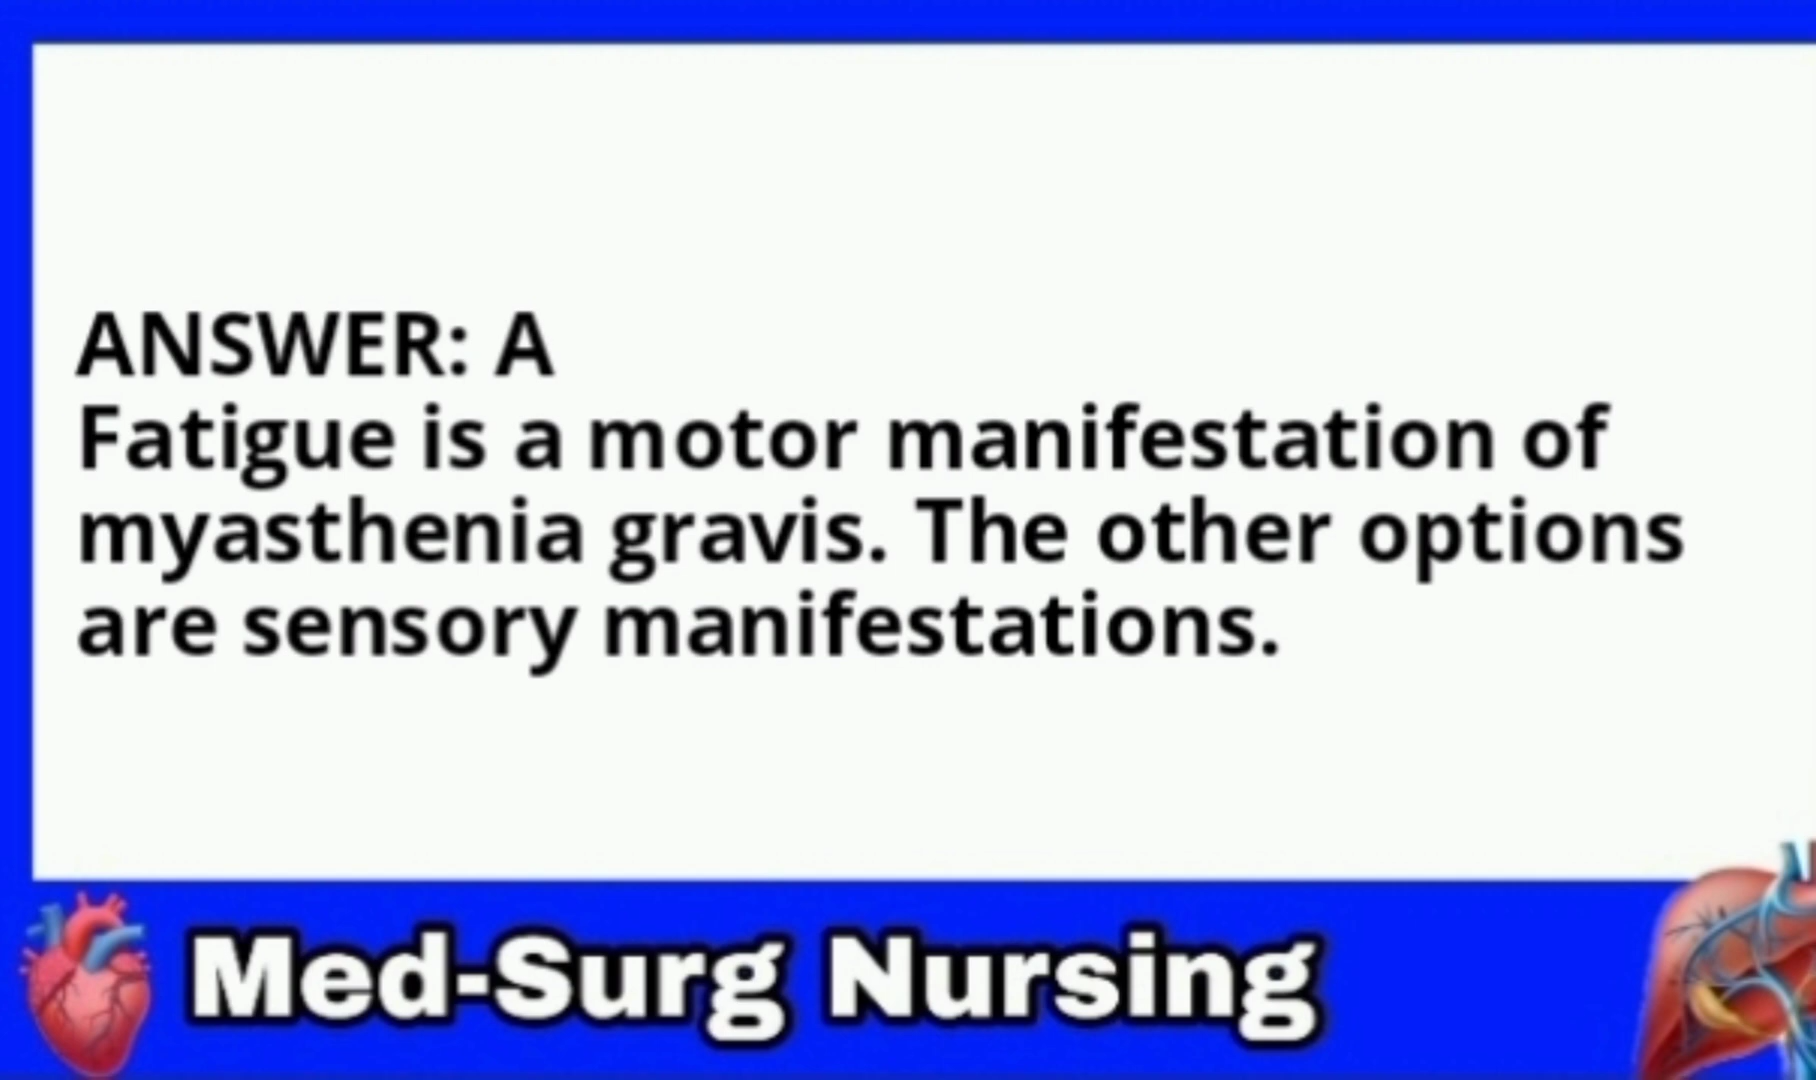 ANSWER: A
Fatigue is a motor manifestation of
myasthenia gravis. The other options
are sensory manifestations.
Med-Surg Nursing